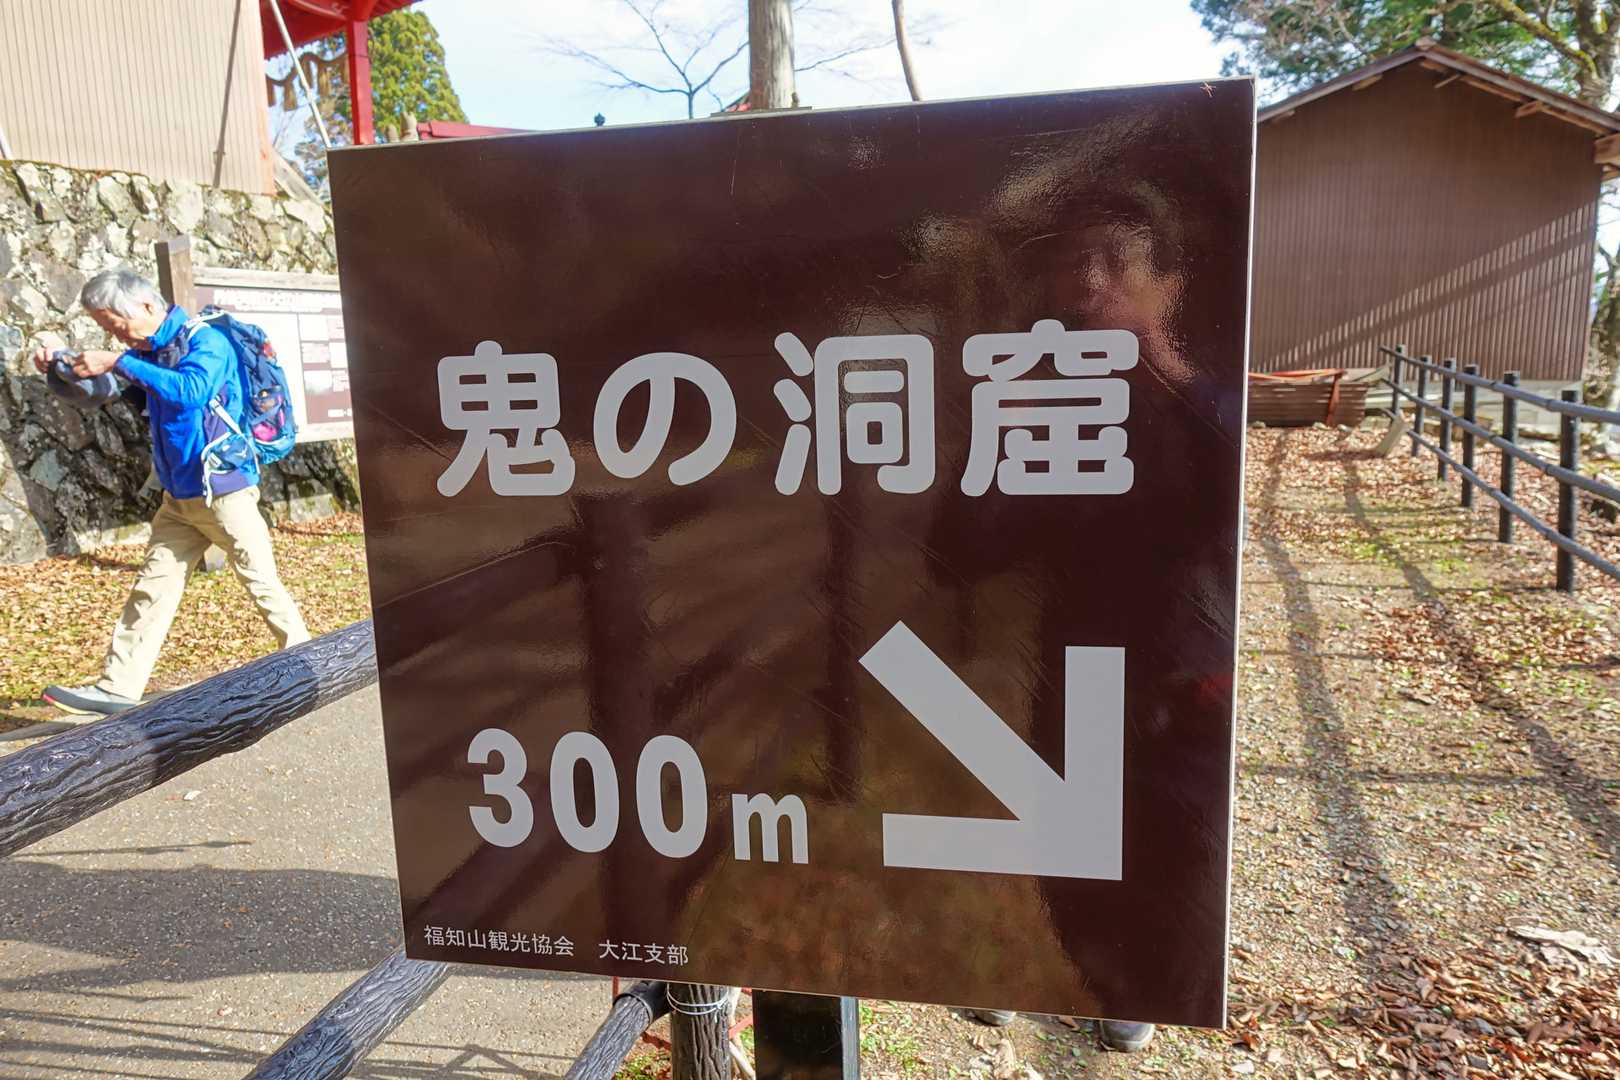 鬼の洞窟
300m
福知山観光協会　大江支部